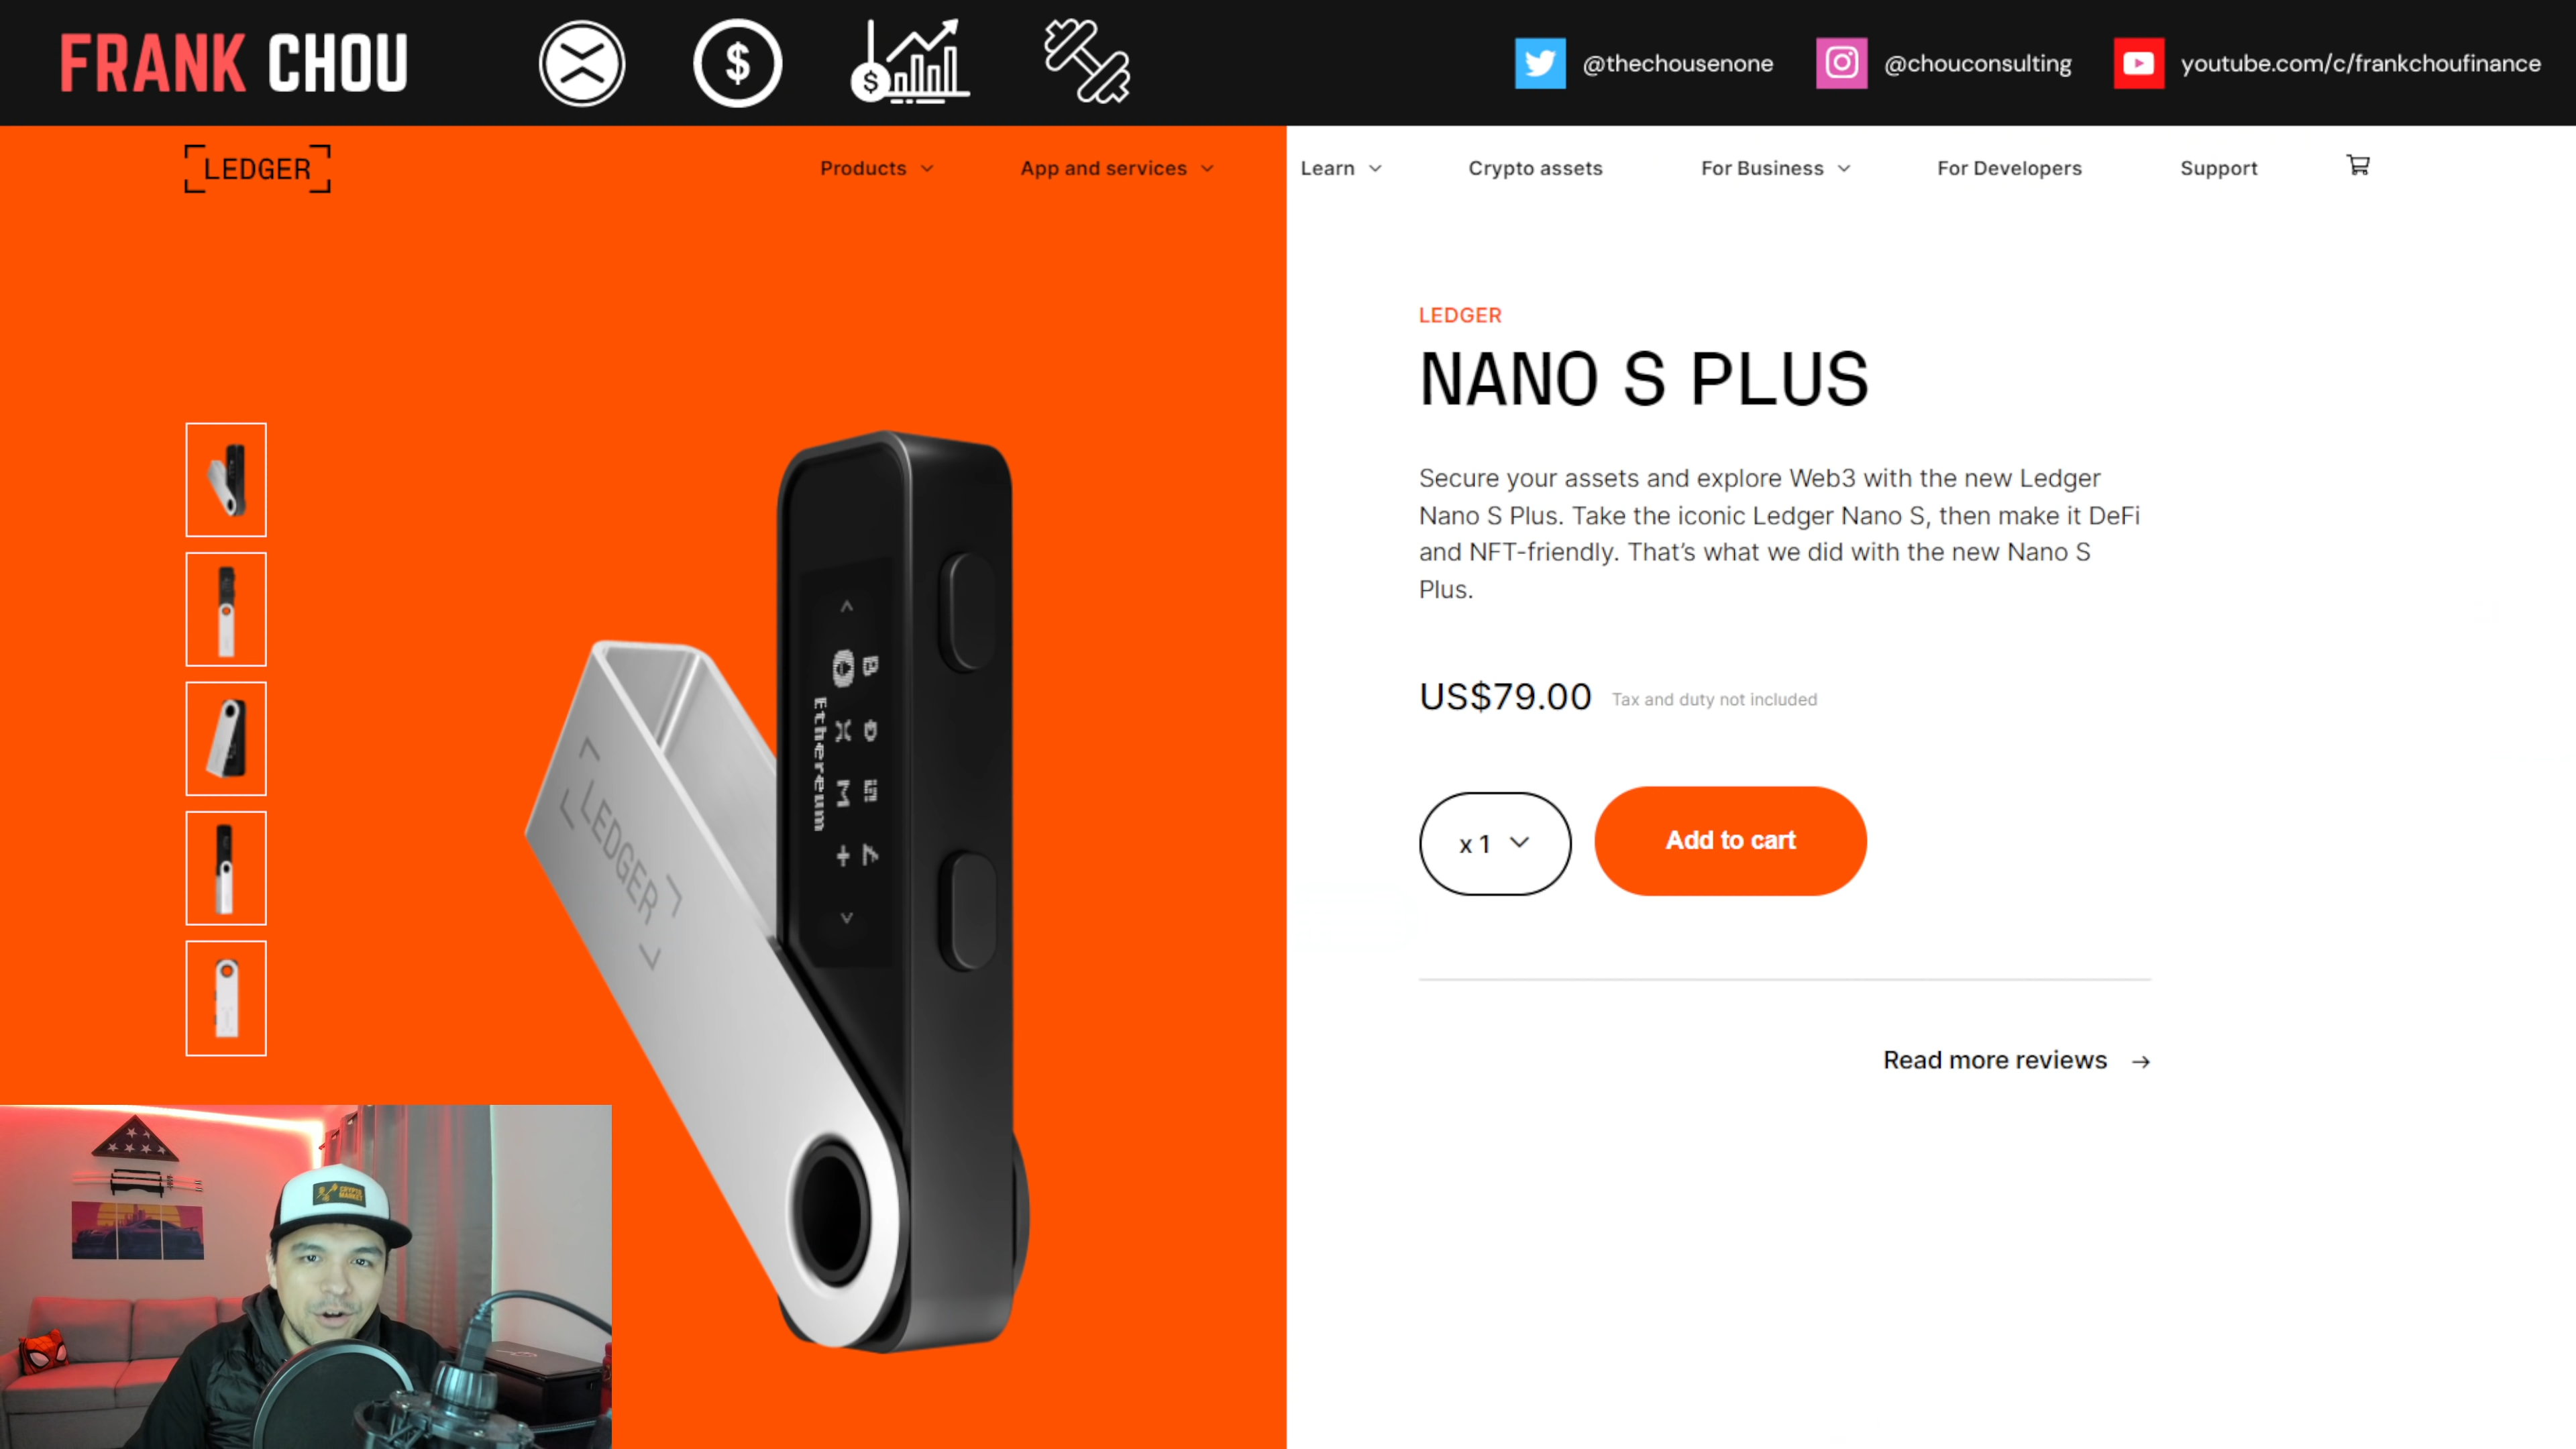 FRANK CHOU
@thechousenone
@chouconsulting
youtube.com/c/frankchoufinance
LEDGER
Products
App and services
Learn
Crypto assets
For Business
For Developers
Support
LEDGER
NANO S PLUS
Secure your assets and explore Web3 with the new Ledger
Nano S Plus. Take the iconic Ledger Nano S, then make it DeFi
and NFT-friendly. That's what we did with the new Nano S
Plus.
US$79.00 Tax and duty not included
x 1
Add to cart
Read more reviews →
Ethereum
LEDGER
CRYPTO
MARKET